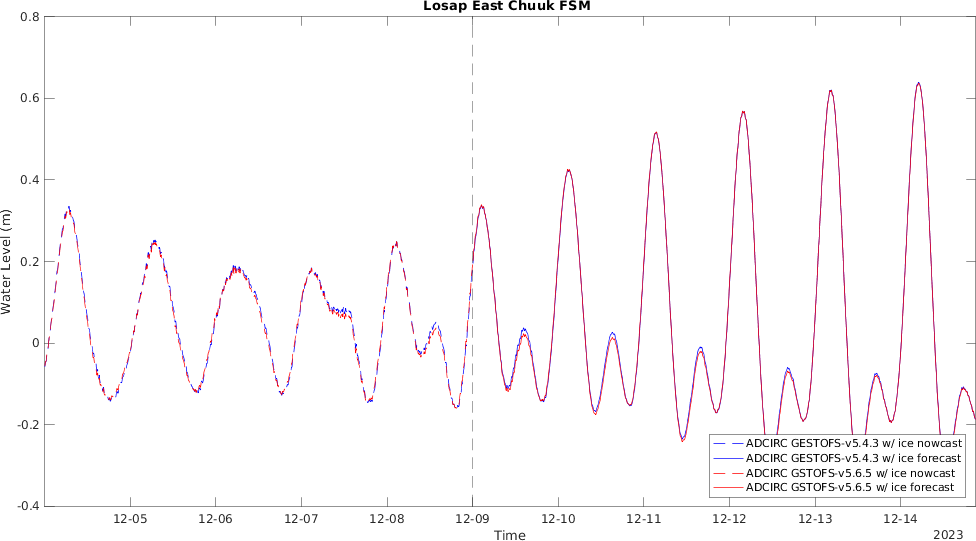 Losap East Chuuk FSM
0.8
0.6
0.4
0.2
0
-0.2
-0.4
Water Level (m)
ADCIRC GESTOFS-v5.4.3 w/ ice nowcast
ADCIRC GESTOFS-v5.4.3 w/ ice forecast
ADCIRC GSTOFS-v5.6.5 w/ ice nowcast
ADCIRC GSTOFS-v5.6.5 w/ ice forecast
12-05 12-06 12-07 12-08 12-09 12-10 12-11 12-12 12-13 12-14
Time
2023